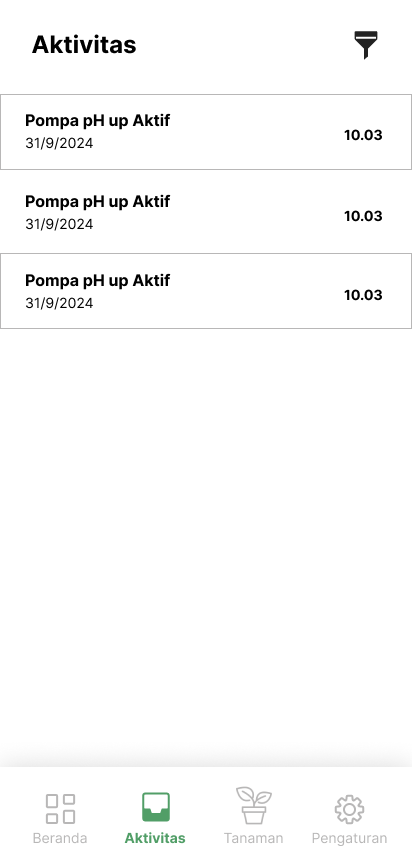 Aktivitas
Pompa pH up Aktif
31/9/2024
10.03
Pompa pH up Aktif
31/9/2024
10.03
Pompa pH up Aktif
31/9/2024
10.03
Beranda
Aktivitas
Tanaman
Pengaturan